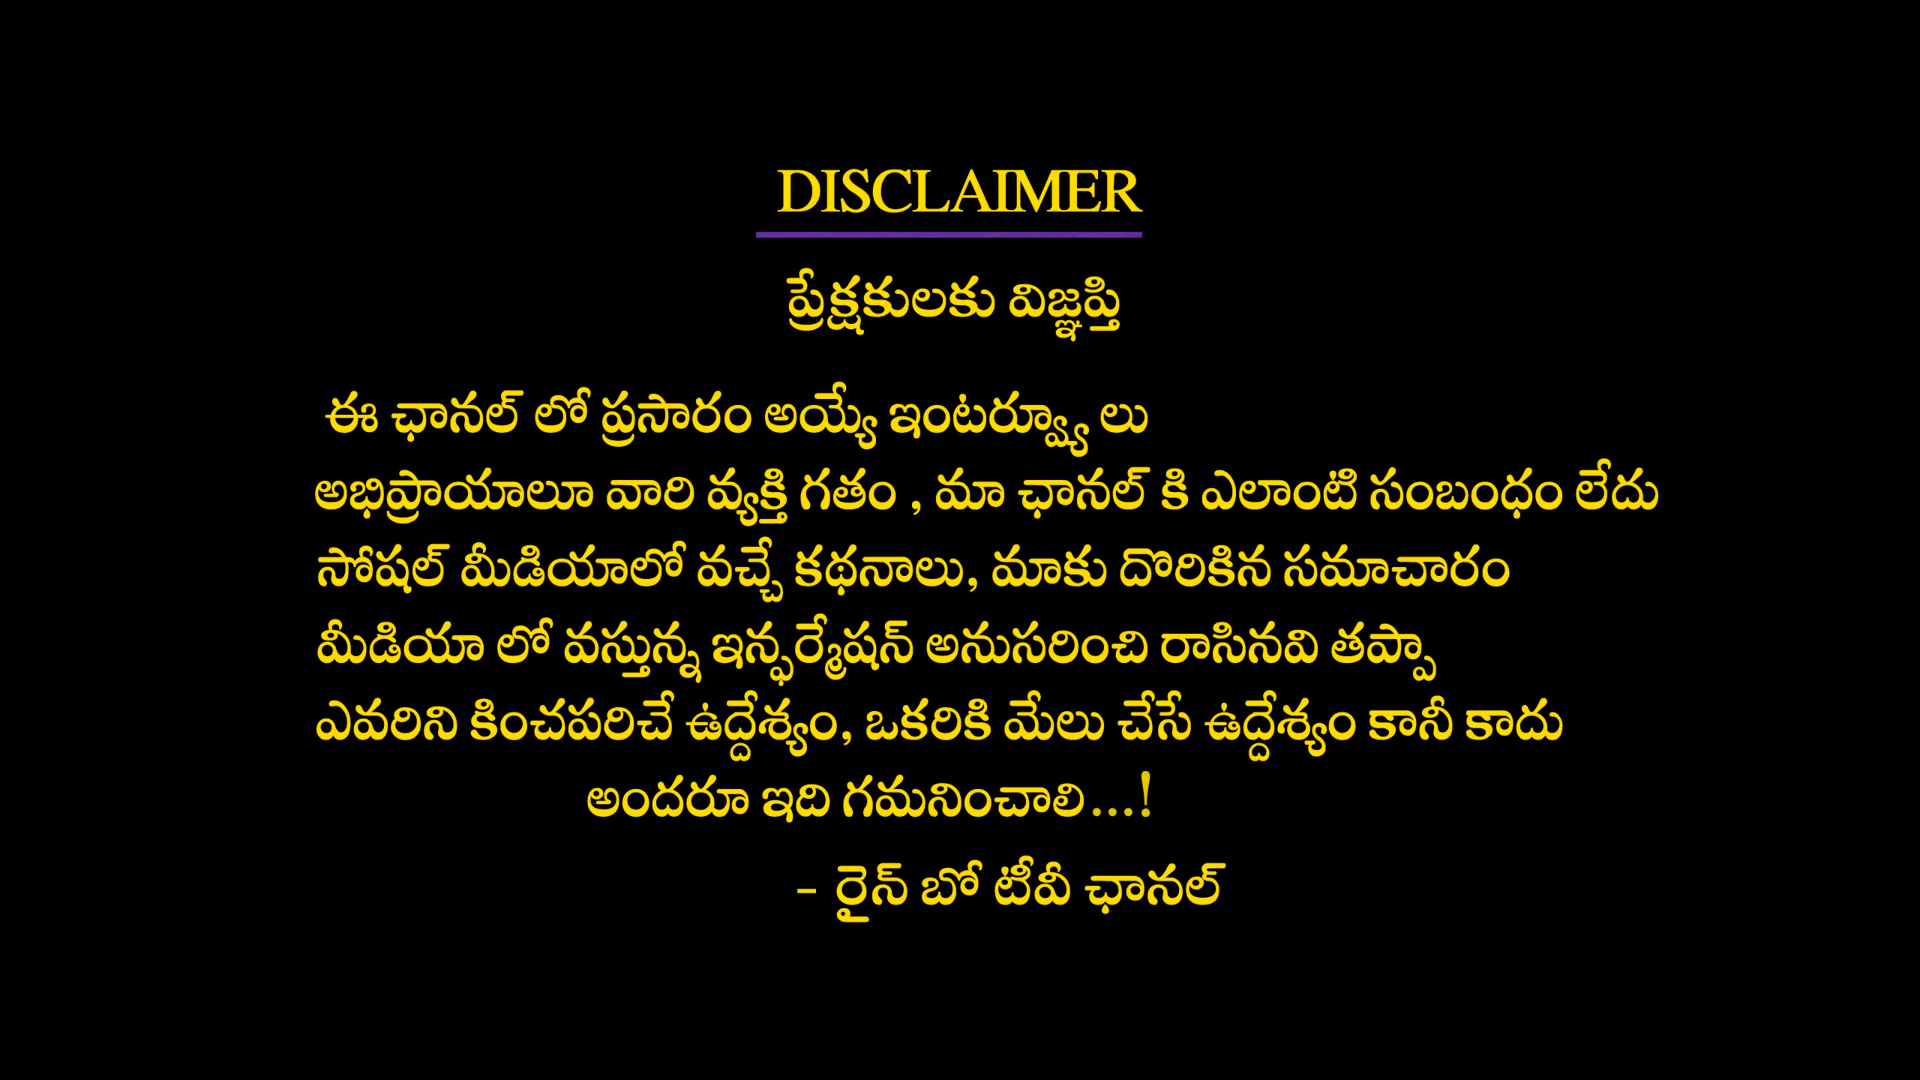 DISCLAIMER
ప్రేక్షకులకు విజ్ఞప్తి
ఈ ఛానల్ లో ప్రసారం అయ్యే ఇంటర్వ్యూ లు
అభిప్రాయాలూ వారి వ్యక్తి గతం , మా ఛానల్ కి ఎలాంటి సంబంధం లేదు
సోషల్ మీడియాలో వచ్చే కథనాలు, మాకు దొరికిన సమాచారం
మీడియా లో వస్తున్న ఇన్ఫర్మేషన్ అనుసరించి రాసినవి తప్పా
ఎవరిని కించపరిచే ఉద్దేశ్యం, ఒకరికి మేలు చేసే ఉద్దేశ్యం కానీ కాదు
అందరూ ఇది గమనించాలి...!
- రైన్ బో టీవీ ఛానల్